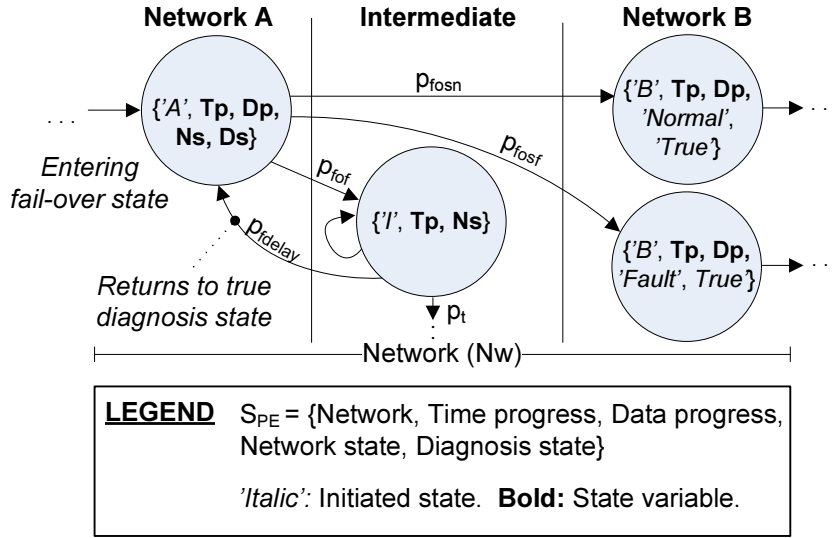 Network A
Intermediate
Network B
. . .
{'A', Tp, Dp,
Ns, Ds}
p_fosn
{'B', Tp, Dp,
'Normal',
'True'}
. . .
p_fosf
Entering
fail-over state
p_fof
{'I', Tp, Ns}
p_fdelay
{'B', Tp, Dp,
'Fault', True'}
. . .
Returns to true
diagnosis state
p_t
Network (Nw)
LEGEND S_PE = {Network, Time progress, Data progress,
Network state, Diagnosis state}
'Italic': Initiated state. Bold: State variable.